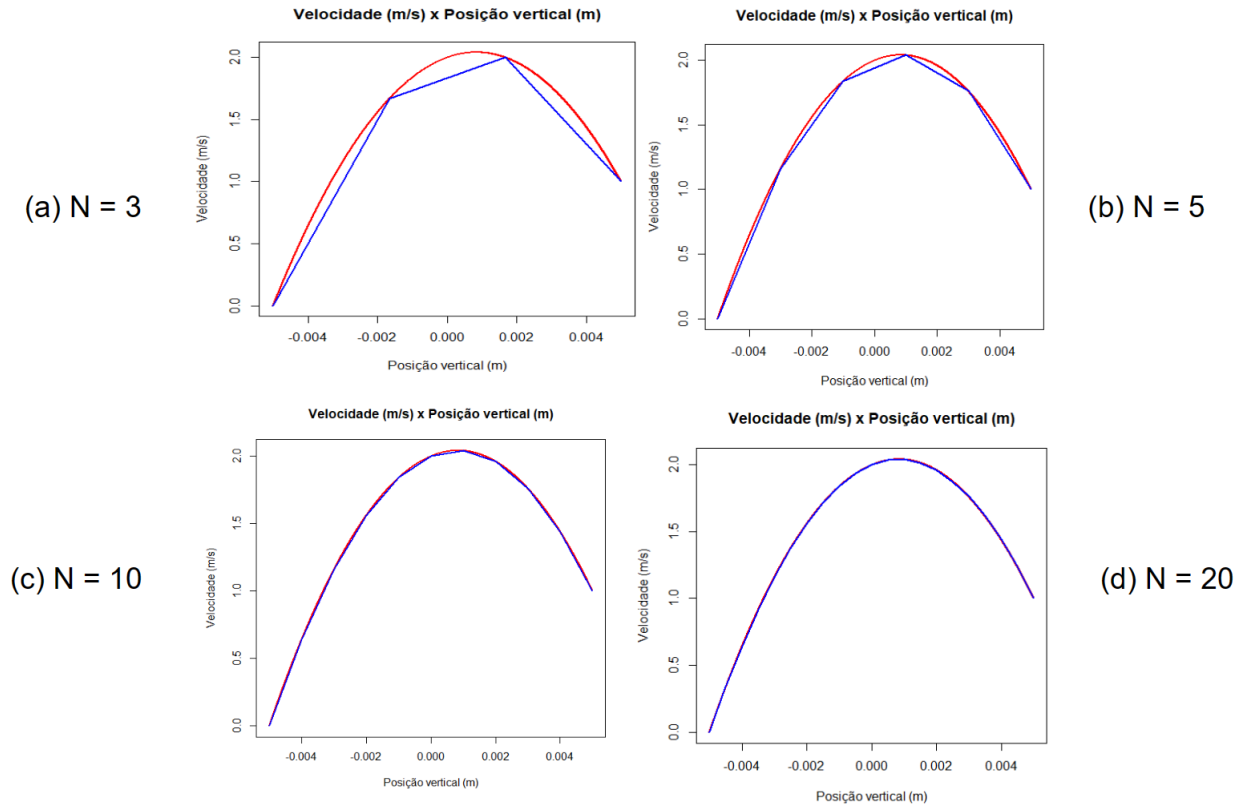 Velocidade (m/s) x Posição vertical (m)
2.0
1.5
1.0
0.5
0.0
Velocidade (m/s)
-0.004 -0.002 0.000 0.002 0.004
Posição vertical (m)
(a) N = 3
Velocidade (m/s) x Posição vertical (m)
2.0
1.5
1.0
0.5
0.0
Velocidade (m/s)
-0.004 -0.002 0.000 0.002 0.004
Posição vertical (m)
(b) N = 5
Velocidade (m/s) x Posição vertical (m)
2.0
1.5
1.0
0.5
0.0
Velocidade (m/s)
-0.004 -0.002 0.000 0.002 0.004
Posição vertical (m)
(c) N = 10
Velocidade (m/s) x Posição vertical (m)
2.0
1.5
1.0
0.5
0.0
Velocidade (m/s)
-0.004 -0.002 0.000 0.002 0.004
Posição vertical (m)
(d) N = 20